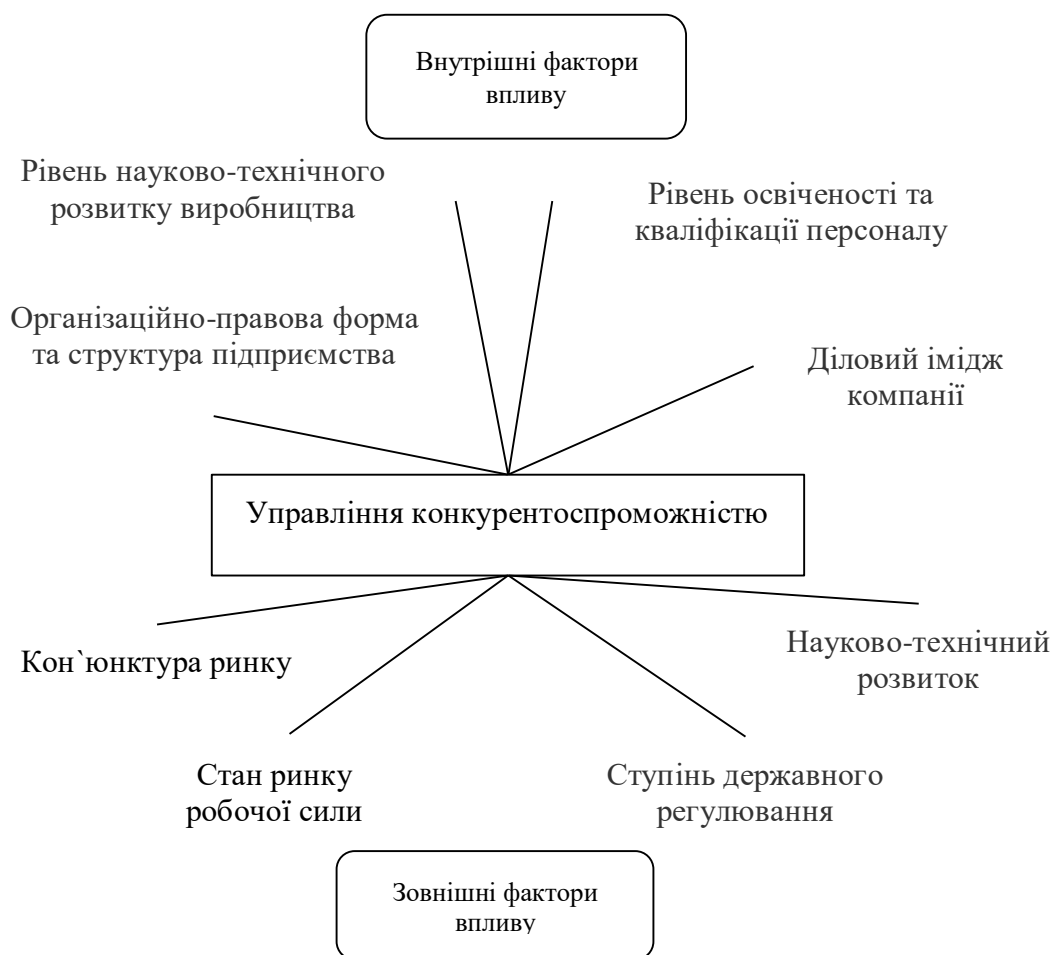 Внутрішні фактори
впливу
Рівень науково-технічного
розвитку виробництва
Рівень освіченості та
кваліфікації персоналу
Організаційно-правова форма
та структура підприємства
Діловий імідж
компанії
Управління конкурентоспроможністю
Кон`юнктура ринку
Науково-технічний
розвиток
Стан ринку
робочої сили
Ступінь державного
регулювання
Зовнішні фактори
впливу